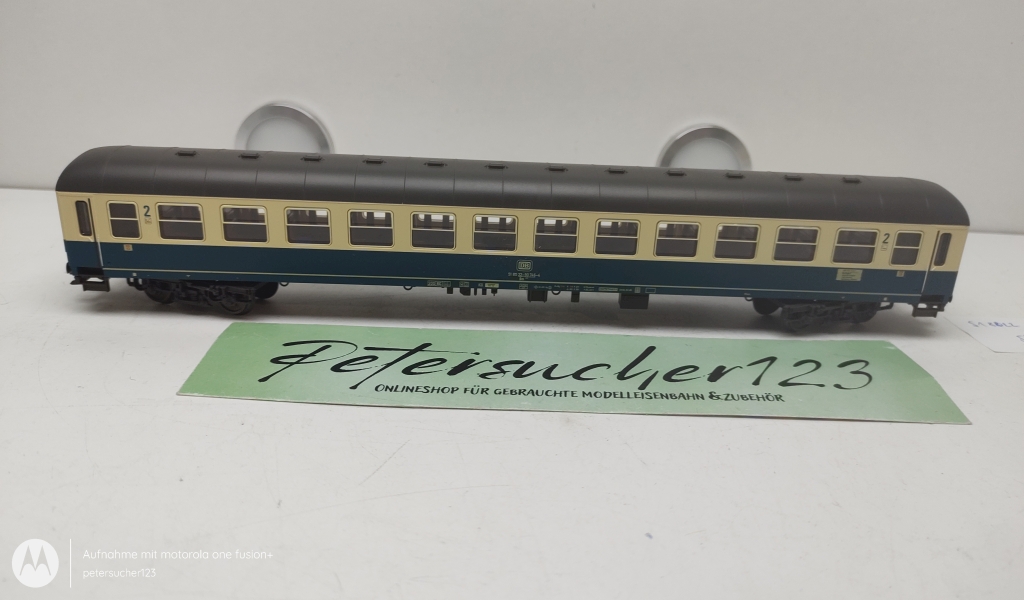 2
2
DB
Petersucher123
ONLINESHOP FÜR GEBRAUCHTE MODELLEISENBAHN & ZUBEHÖR
Aufnahme mit motorola one fusion+
petersucher123